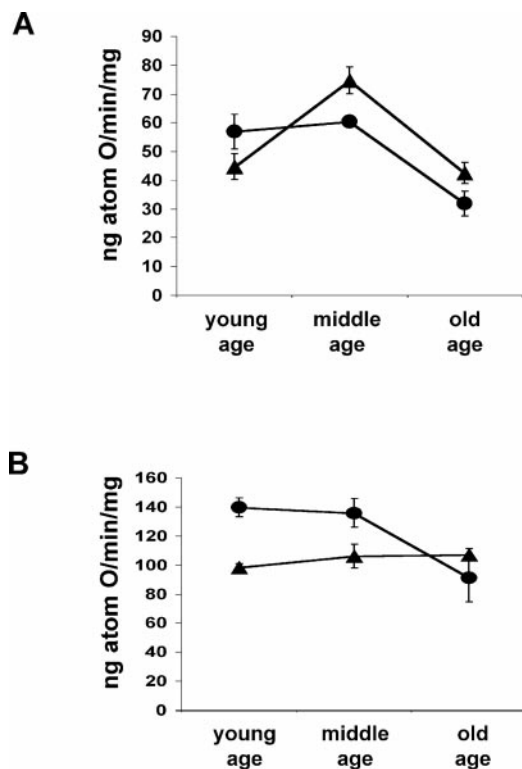 A
ng atom O/min/mg
90
80
70
60
50
40
30
20
10
0
young
age
middle
age
old
age
B
ng atom O/min/mg
160
140
120
100
80
60
40
20
0
young
age
middle
age
old
age